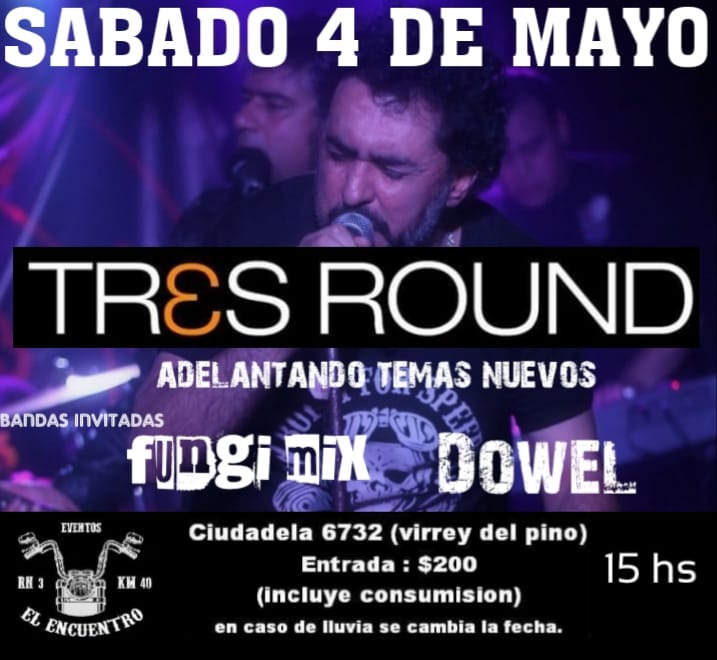 SABADO 4 DE MAYO
TRƐS ROUND
ADELANTANDO TEMAS NUEVOS
BANDAS INVITADAS
fungi mix DOWEL
EVENTOS
RN 3 KM 40
EL ENCUENTRO
Ciudadela 6732 (virrey del pino)
Entrada : $200
(incluye consumision)
en caso de lluvia se cambia la fecha.
15 hs